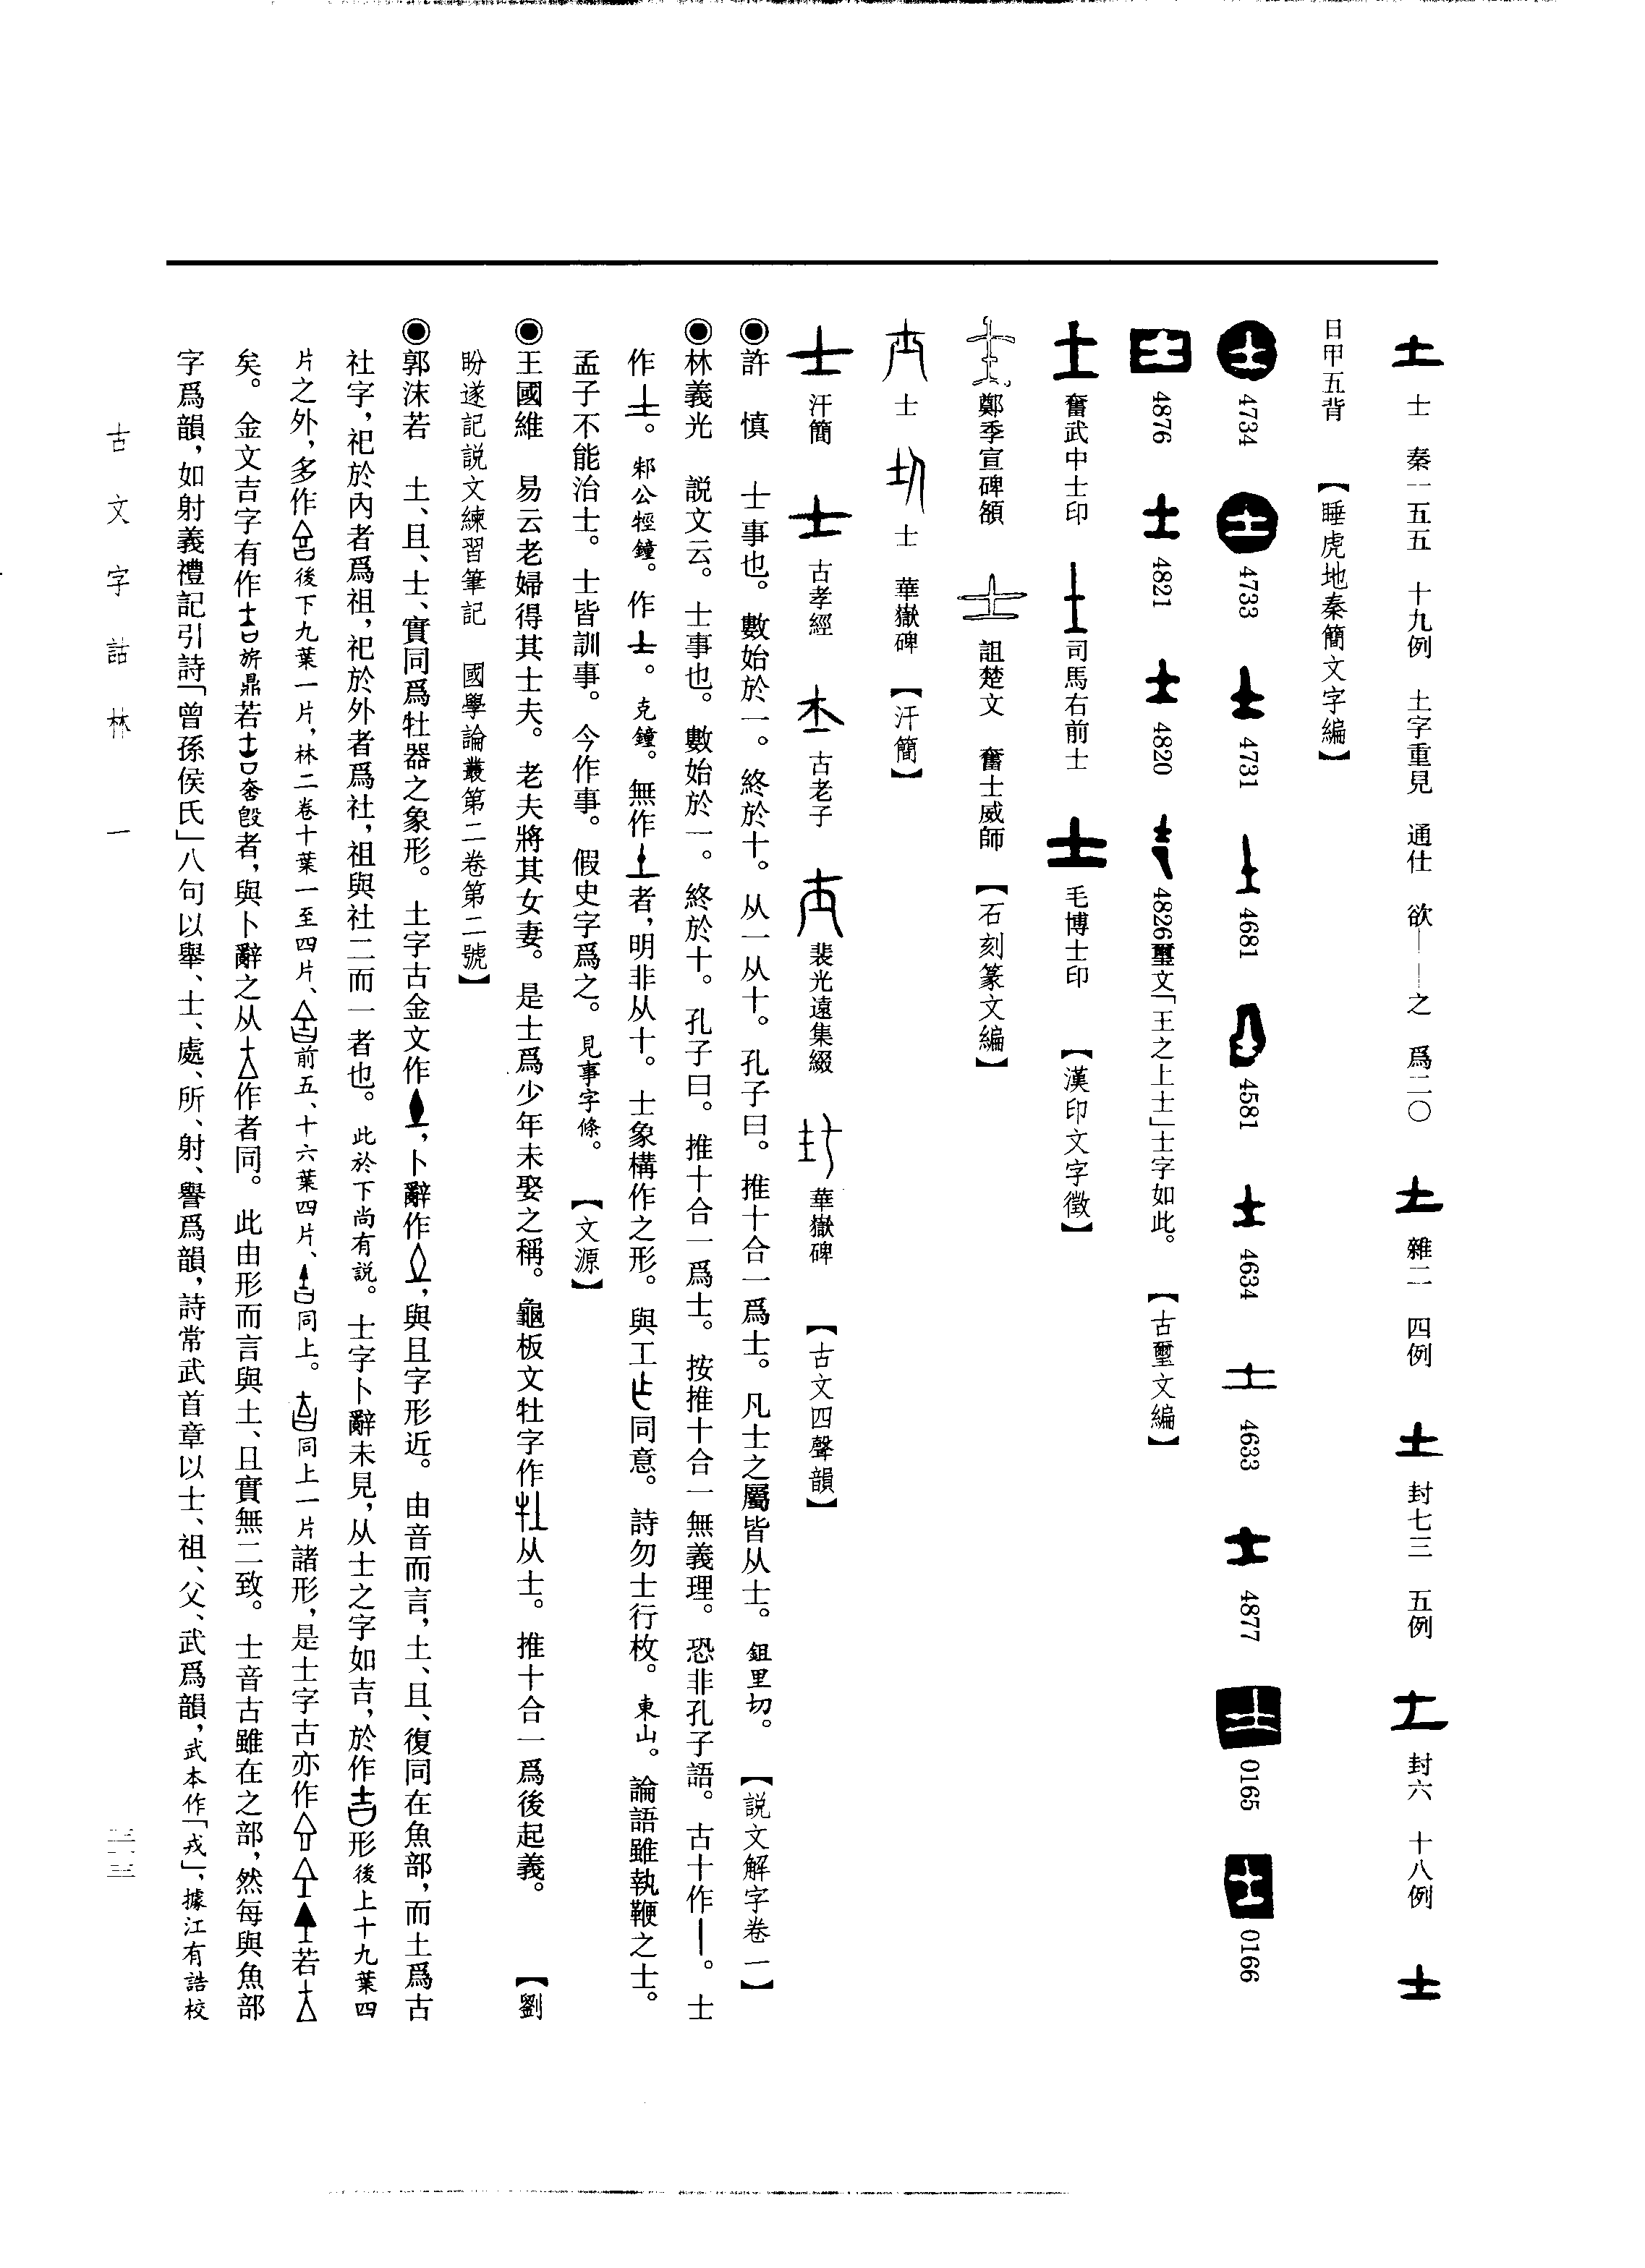 士　秦一五五　十九例　土字重見　通仕　欲——之　爲二〇　雜二　四例　封七三　五例　封六　十八例
日甲五背　【睡虎地秦簡文字編】
4734　4733　4731　4681　4581　4634　4633　4877　0165　0166
4876　4821　4820　4826璽文「王之上士」士字如此。　【古璽文編】
奮武中士印　司馬右前士　毛博士印　【漢印文字徵】
鄭季宣碑額　詛楚文　奮士威師　【石刻篆文編】
士　士　華嶽碑　【汗簡】
汗簡　古孝經　古老子　裴光遠集綴　華嶽碑　【古文四聲韻】
◉許　慎　士事也。數始於一。終於十。从一从十。孔子曰。推十合一爲士。凡士之屬皆从士。鉏里切。　【説文解字卷一】
◉林義光　説文云。士事也。數始於一。終於十。孔子曰。推十合一爲士。按推十合一無義理。恐非孔子語。古十作丨。士
作。邾公牼鐘。作。克鐘。無作者，明非从十。士象構作之形。與工同意。詩勿士行枚。東山。論語雖執鞭之士。
孟子不能治士。士皆訓事。今作事。假史字爲之。見事字條。　【文源】
◉王國維　易云老婦得其士夫。老夫將其女妻。是士爲少年未娶之稱。龜板文牡字作从士。推十合一爲後起義。　【劉
盼遂記説文練習筆記　國學論叢第二卷第二號】
◉郭沫若　土、且、士、實同爲牡器之象形。土字古金文作，卜辭作，與且字形近。由音而言，土、且、復同在魚部，而土爲古
社字，祀於內者爲祖，祀於外者爲社，祖與社二而一者也。此於下尚有説。士字卜辭未見，从士之字如吉，於作形後上十九葉四
片之外，多作後下九葉一片，林二卷十葉一至四片、前五、十六葉四片、同上。同上一片諸形，是士字古亦作若
矣。金文吉字有作旂鼎若㚄𣪘者，與卜辭之从作者同。此由形而言與土、且實無二致。士音古雖在之部，然每與魚部
字爲韻，如射義禮記引詩「曾孫侯氏」八句以舉、士、處、所、射、譽爲韻，詩常武首章以士、祖、父、武爲韻，武本作「戎」，據江有誥校
古文字詁林　一
三一三